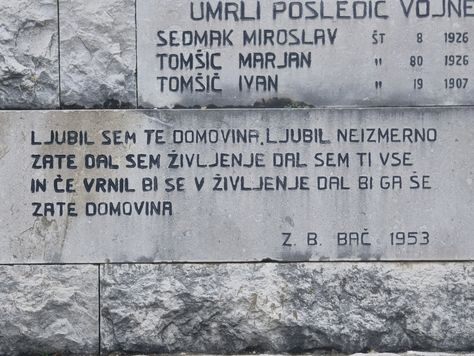 UMRLI POSLEDIC VOJNE
SEDMAK MIROSLAV ŠT 8 1926
TOMŠIČ MARJAN " 80 1926
TOMŠIČ IVAN " 19 1907
LJUBIL SEM TE DOMOVINA, LJUBIL NEIZMERNO
ZATE DAL SEM ŽIVLJENJE DAL SEM TI VSE
IN ČE VRNIL BI SE V ŽIVLJENJE DAL BI GA ŠE
ZATE DOMOVINA
Z. B. BAČ 1953